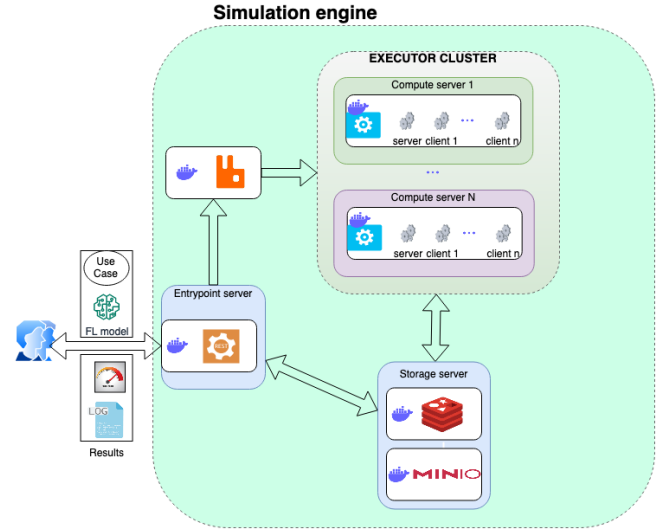 Simulation engine
EXECUTOR CLUSTER
Compute server 1
server client 1 ... client n
...
Compute server N
server client 1 ... client n
Use
Case
FL model
Entrypoint server
REST
LOG
Results
Storage server
MINIO